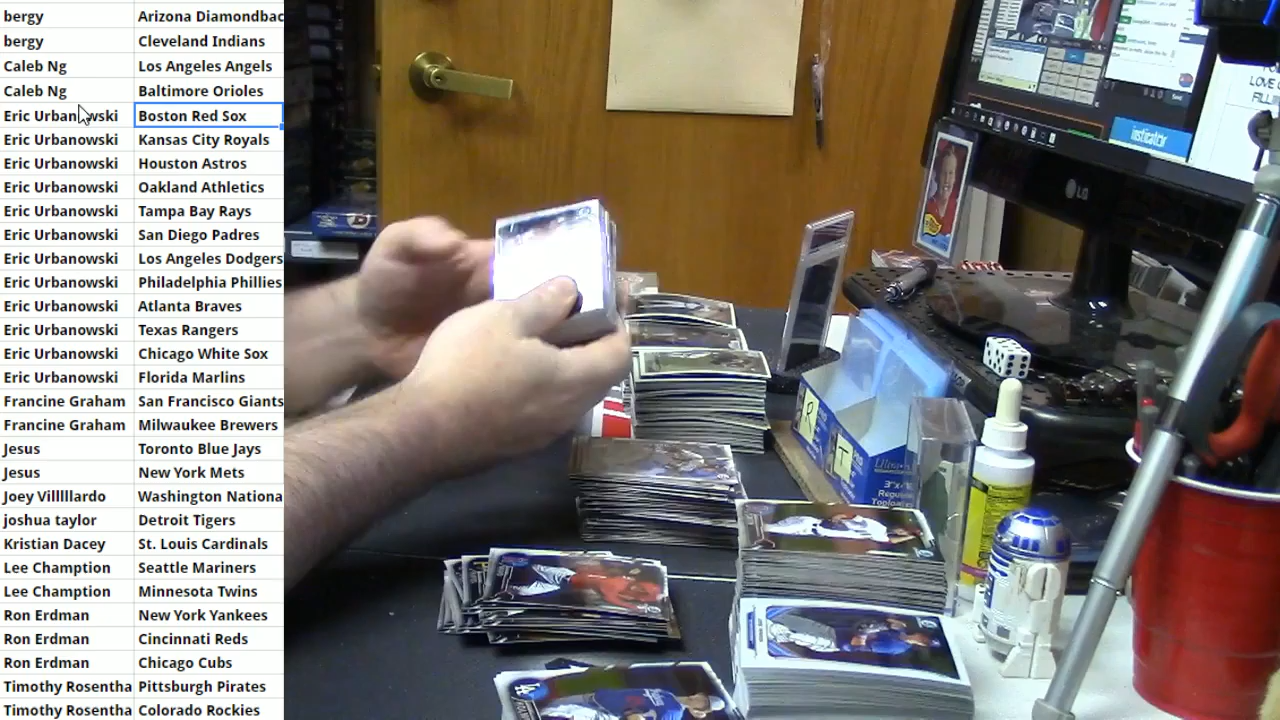 bergy Arizona Diamondbac
bergy Cleveland Indians
Caleb Ng Los Angeles Angels
Caleb Ng Baltimore Orioles
Eric Urbanowski Boston Red Sox
Eric Urbanowski Kansas City Royals
Eric Urbanowski Houston Astros
Eric Urbanowski Oakland Athletics
Eric Urbanowski Tampa Bay Rays
Eric Urbanowski San Diego Padres
Eric Urbanowski Los Angeles Dodgers
Eric Urbanowski Philadelphia Phillies
Eric Urbanowski Atlanta Braves
Eric Urbanowski Texas Rangers
Eric Urbanowski Chicago White Sox
Eric Urbanowski Florida Marlins
Francine Graham San Francisco Giants
Francine Graham Milwaukee Brewers
Jesus Toronto Blue Jays
Jesus New York Mets
Joey Villlllardo Washington Nationa
joshua taylor Detroit Tigers
Kristian Dacey St. Louis Cardinals
Lee Champion Seattle Mariners
Lee Champion Minnesota Twins
Ron Erdman New York Yankees
Ron Erdman Cincinnati Reds
Ron Erdman Chicago Cubs
Timothy Rosentha Pittsburgh Pirates
Timothy Rosentha Colorado Rockies
insticator
LG
LOVE
R
T